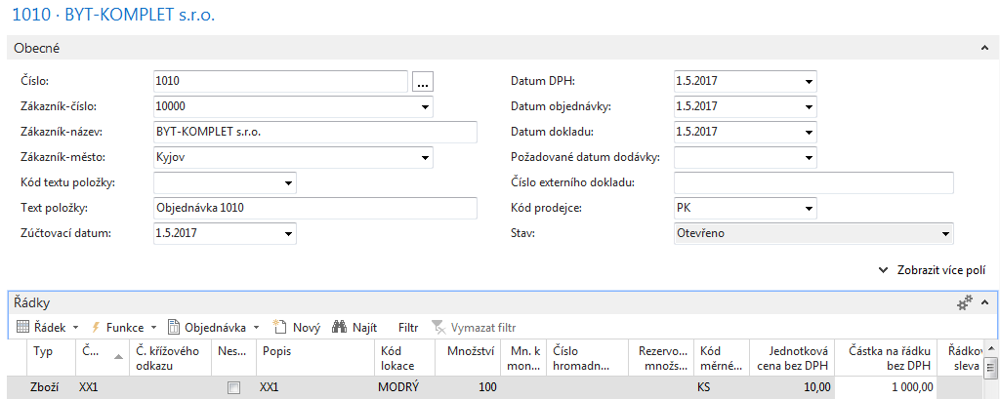 1010 · BYT-KOMPLET s.r.o.
Obecné
Číslo: 1010 ... Datum DPH: 1.5.2017
Zákazník-číslo: 10000 Datum objednávky: 1.5.2017
Zákazník-název: BYT-KOMPLET s.r.o. Datum dokladu: 1.5.2017
Zákazník-město: Kyjov Požadované datum dodávky:
Kód textu položky: Číslo externího dokladu:
Text položky: Objednávka 1010 Kód prodejce: PK
Zúčtovací datum: 1.5.2017 Stav: Otevřeno
Zobrazit více polí
Řádky
Řádek Funkce Objednávka Nový Najít Filtr Vymazat filtr
Typ Č... Č. křížového Nes... Popis Kód Množství Mn. k Číslo Rezervo... Kód Jednotková Částka na řádku Řádkov
odkazu lokace mon... hromadn... množs... měrné... cena bez DPH bez DPH sleva
Zboží XX1 XX1 MODRÝ 100 KS 10,00 1 000,00